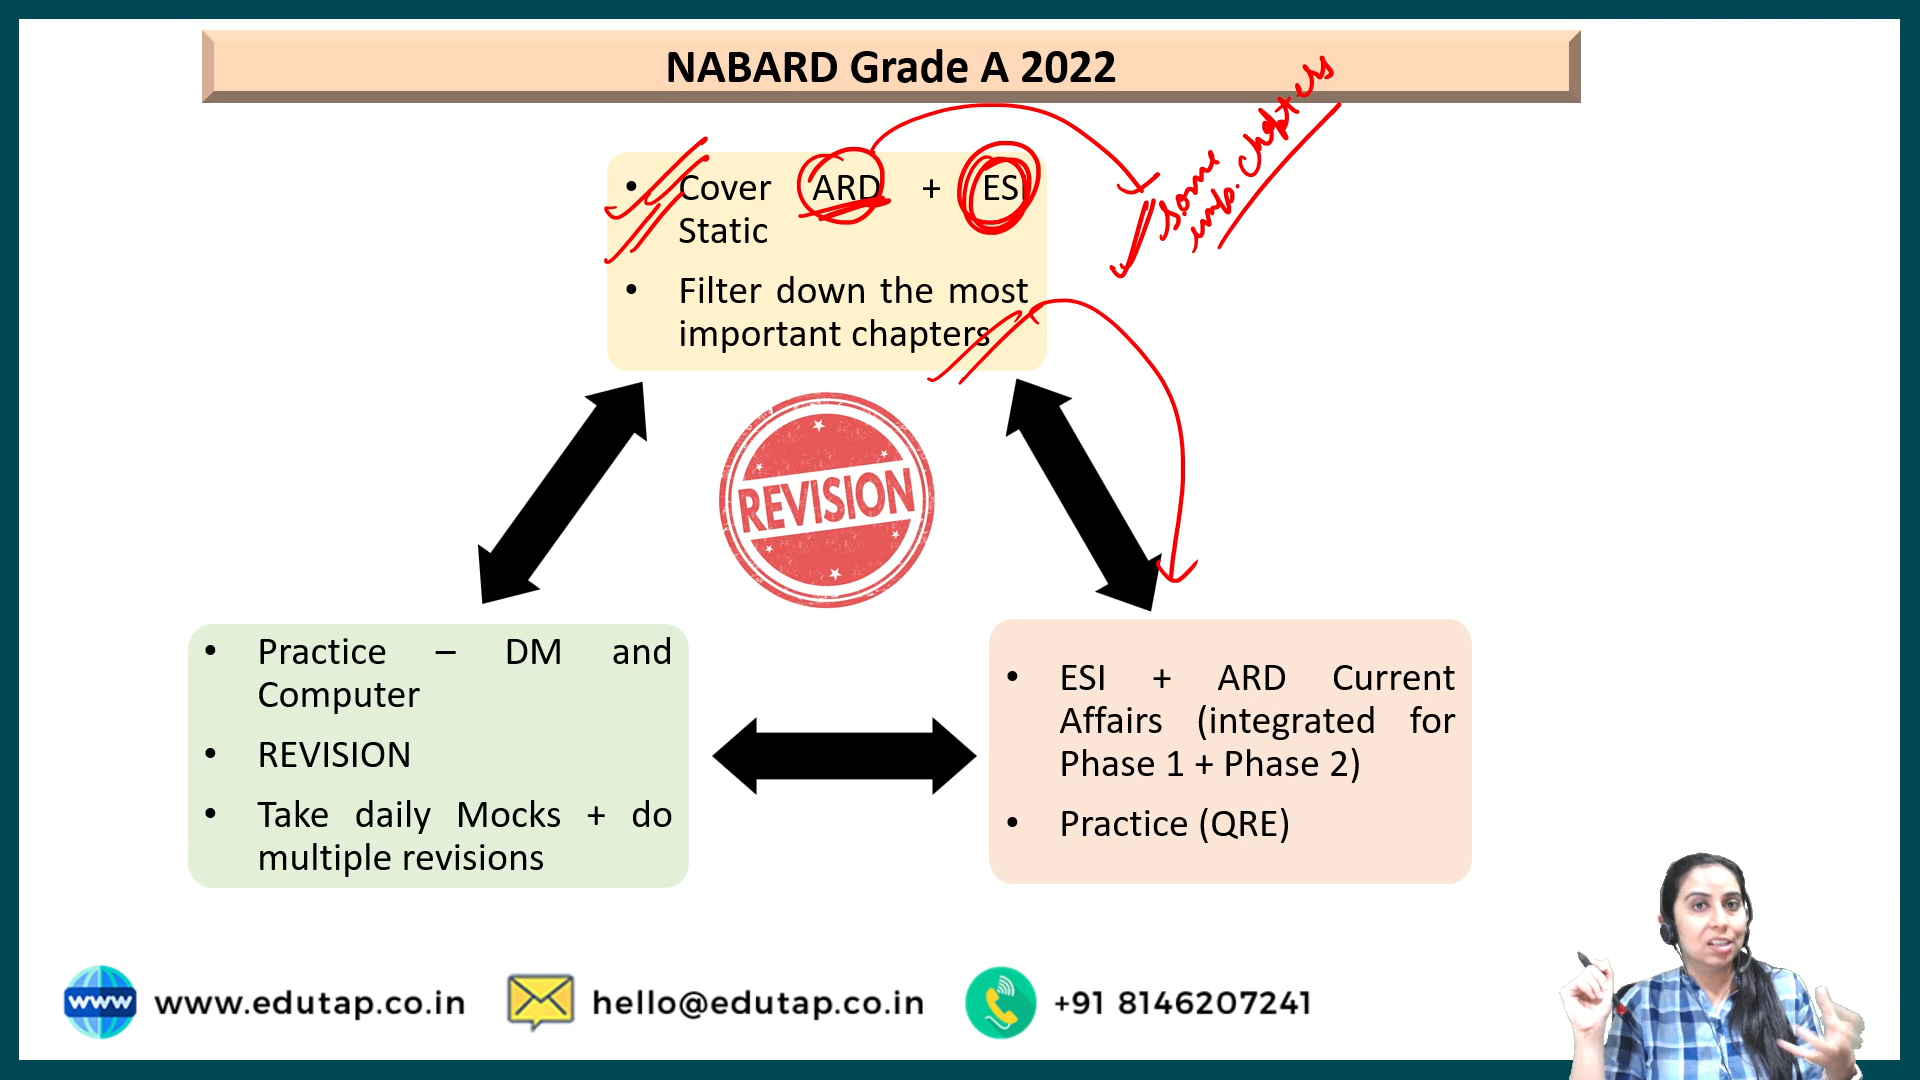 NABARD Grade A 2022
some
imp. chapters
• Cover ARD + ESI
Static
• Filter down the most
important chapters
REVISION
• Practice – DM and
Computer
• REVISION
• Take daily Mocks + do
multiple revisions
• ESI + ARD Current
Affairs (integrated for
Phase 1 + Phase 2)
• Practice (QRE)
www www.edutap.co.in
hello@edutap.co.in
+91 8146207241